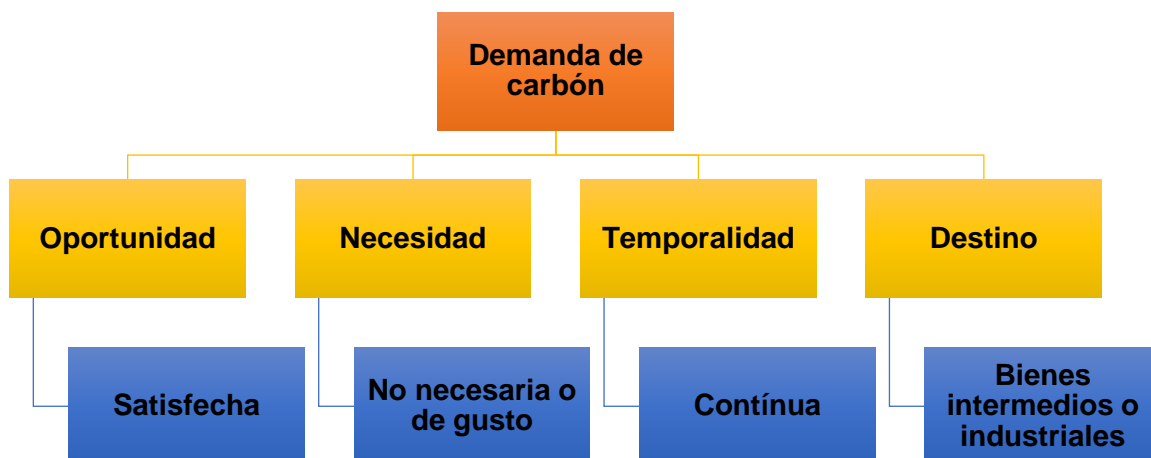 Demanda de
carbón
Oportunidad
Necesidad
Temporalidad
Destino
Satisfecha
No necesaria o
de gusto
Contínua
Bienes
intermedios o
industriales